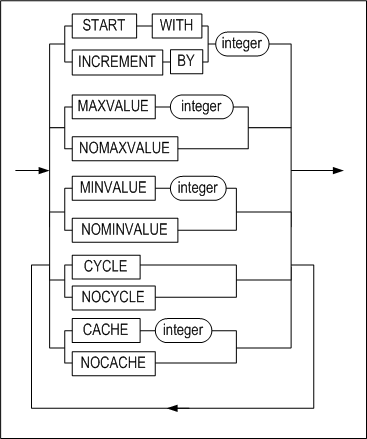 START WITH
integer
INCREMENT BY
MAXVALUE integer
NOMAXVALUE
MINVALUE integer
NOMINVALUE
CYCLE
NOCYCLE
CACHE integer
NOCACHE